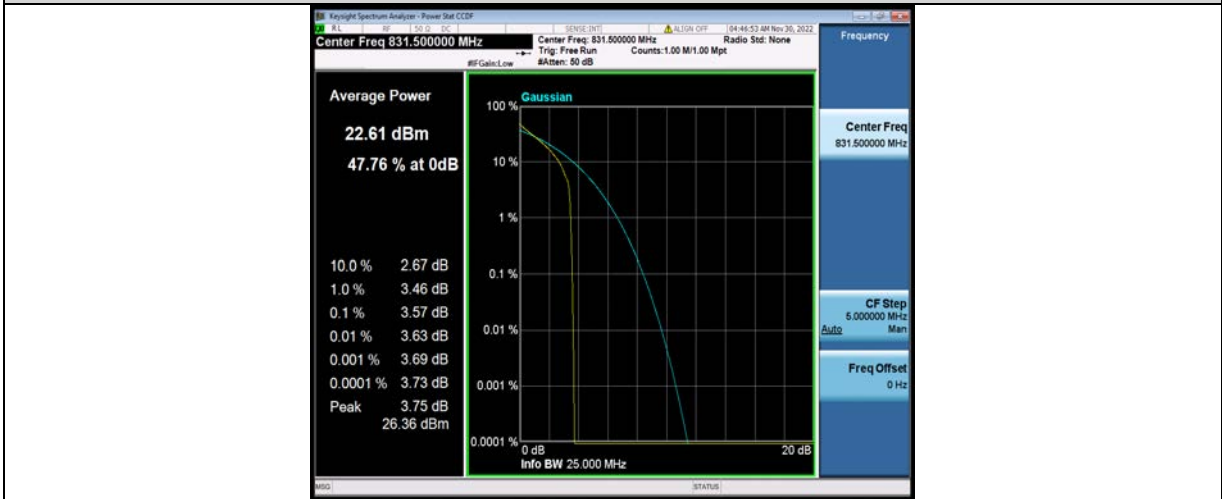 Keysight Spectrum Analyzer - Power Stat CCDF
RL RF 50 Ω DC SENSE:INT ALIGN OFF 04:46:53 AM Nov 30, 2022
Center Freq 831.500000 MHz
Center Freq: 831.500000 MHz Radio Std: None
Trig: Free Run Counts:1.00 M/1.00 Mpt
#IFGain:Low #Atten: 50 dB
Frequency
Average Power
22.61 dBm
47.76 % at 0dB
10.0 % 2.67 dB
1.0 % 3.46 dB
0.1 % 3.57 dB
0.01 % 3.63 dB
0.001 % 3.69 dB
0.0001 % 3.73 dB
Peak 3.75 dB
26.36 dBm
Gaussian
100 %
10 %
1 %
0.1 %
0.01 %
0.001 %
0.0001 %
0 dB 20 dB
Info BW 25.000 MHz
Center Freq
831.500000 MHz
CF Step
5.000000 MHz
Auto Man
Freq Offset
0 Hz
MSG STATUS